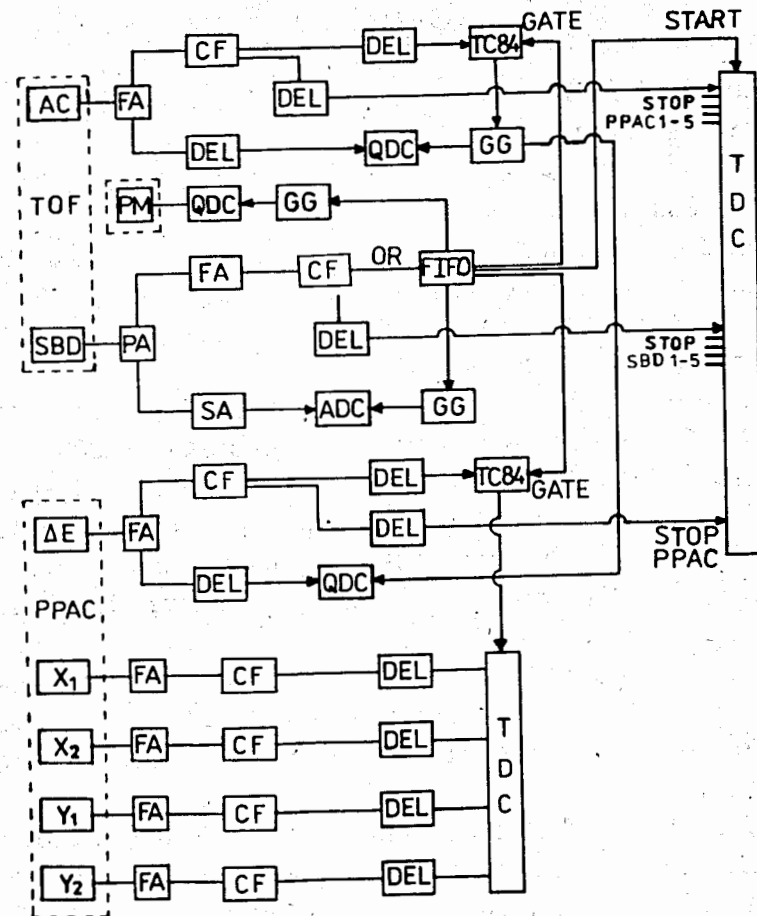 GATE
START
CF
DEL
TC84
AC
FA
DEL
STOP
PPAC 1-5
DEL
QDC
GG
T
D
C
TOF
PM
QDC
GG
FA
CF
OR
FIFO
SBD
PA
DEL
STOP
SBD 1-5
SA
ADC
GG
CF
DEL
TC84
GATE
ΔE
FA
DEL
STOP
PPAC
DEL
QDC
PPAC
X₁
FA
CF
DEL
T
D
C
X₂
FA
CF
DEL
Y₁
FA
CF
DEL
Y₂
FA
CF
DEL